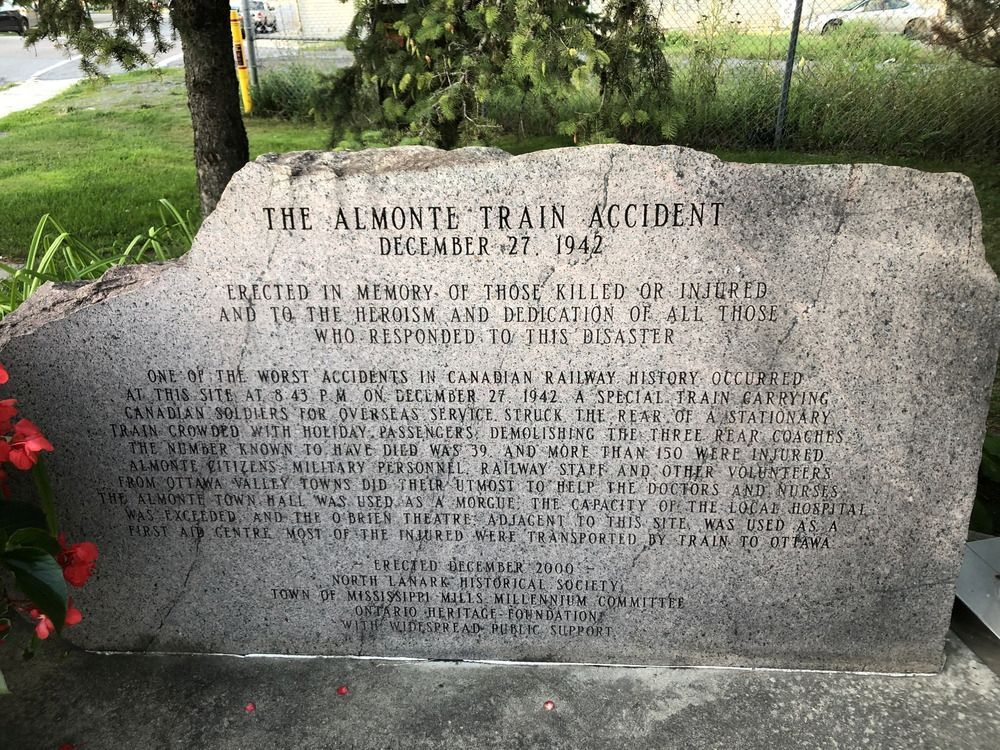 THE ALMONTE TRAIN ACCIDENT
DECEMBER 27, 1942
ERECTED IN MEMORY OF THOSE KILLED OR INJURED
AND TO THE HEROISM AND DEDICATION OF ALL THOSE
WHO RESPONDED TO THIS DISASTER
ONE OF THE WORST ACCIDENTS IN CANADIAN RAILWAY HISTORY OCCURRED
AT THIS SITE AT 8.43 P.M. ON DECEMBER 27, 1942. A SPECIAL TRAIN CARRYING
CANADIAN SOLDIERS FOR OVERSEAS SERVICE, STRUCK THE REAR OF A STATIONARY
TRAIN CROWDED WITH HOLIDAY PASSENGERS, DEMOLISHING THE THREE REAR COACHES.
THE NUMBER KNOWN TO HAVE DIED WAS 39, AND MORE THAN 150 WERE INJURED.
ALMONTE CITIZENS, MILITARY PERSONNEL, RAILWAY STAFF AND OTHER VOLUNTEERS
FROM OTTAWA VALLEY TOWNS DID THEIR UTMOST TO HELP THE DOCTORS AND NURSES.
THE ALMONTE TOWN HALL WAS USED AS A MORGUE; THE CAPACITY OF THE LOCAL HOSPITAL
WAS EXCEEDED, AND THE O'BRIEN THEATRE, ADJACENT TO THIS SITE, WAS USED AS A
FIRST AID CENTRE. MOST OF THE INJURED WERE TRANSPORTED BY TRAIN TO OTTAWA.
- ERECTED DECEMBER 2000 -
NORTH LANARK HISTORICAL SOCIETY,
TOWN OF MISSISSIPPI MILLS MILLENNIUM COMMITTEE
ONTARIO HERITAGE FOUNDATION,
WITH WIDESPREAD PUBLIC SUPPORT